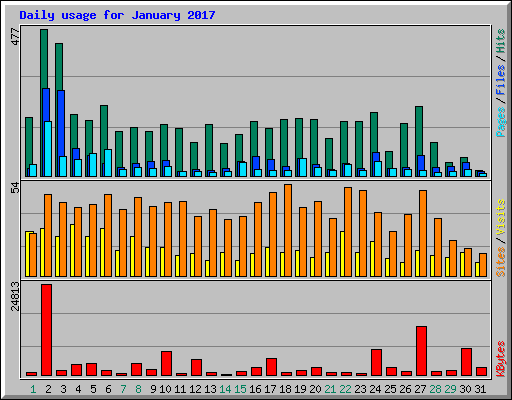 Daily usage for January 2017
477
Pages / Files / Hits
54
Sites / Visits
24813
KBytes
1 2 3 4 5 6 7 8 9 10 11 12 13 14 15 16 17 18 19 20 21 22 23 24 25 26 27 28 29 30 31